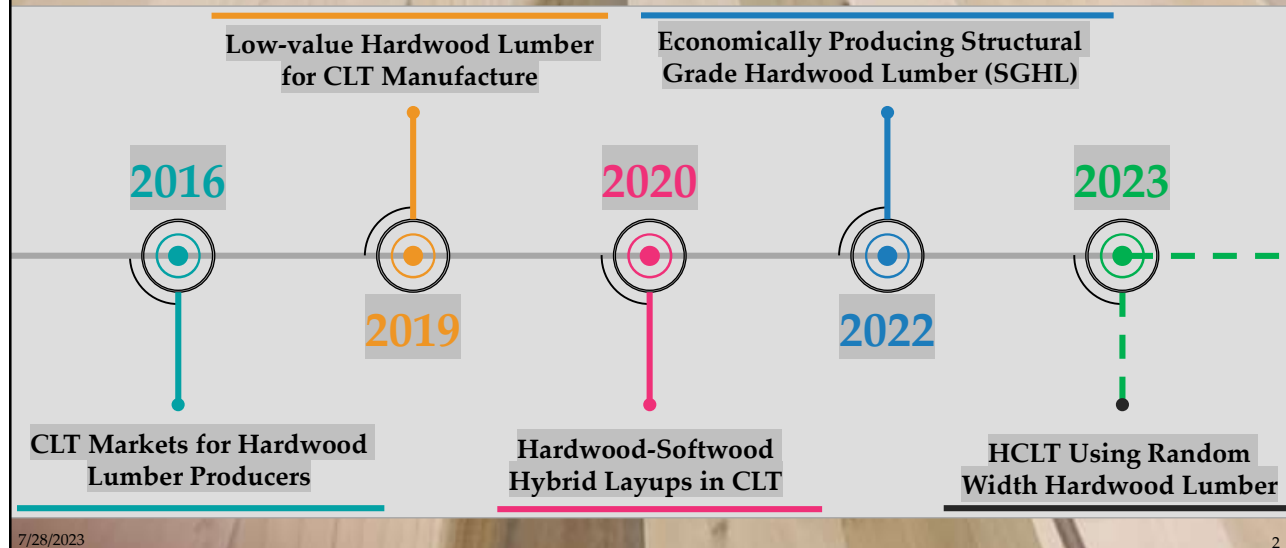 Low-value Hardwood Lumber
for CLT Manufacture
Economically Producing Structural
Grade Hardwood Lumber (SGHL)
2016
2020
2023
2019
2022
CLT Markets for Hardwood
Lumber Producers
Hardwood-Softwood
Hybrid Layups in CLT
HCLT Using Random
Width Hardwood Lumber
7/28/2023
2